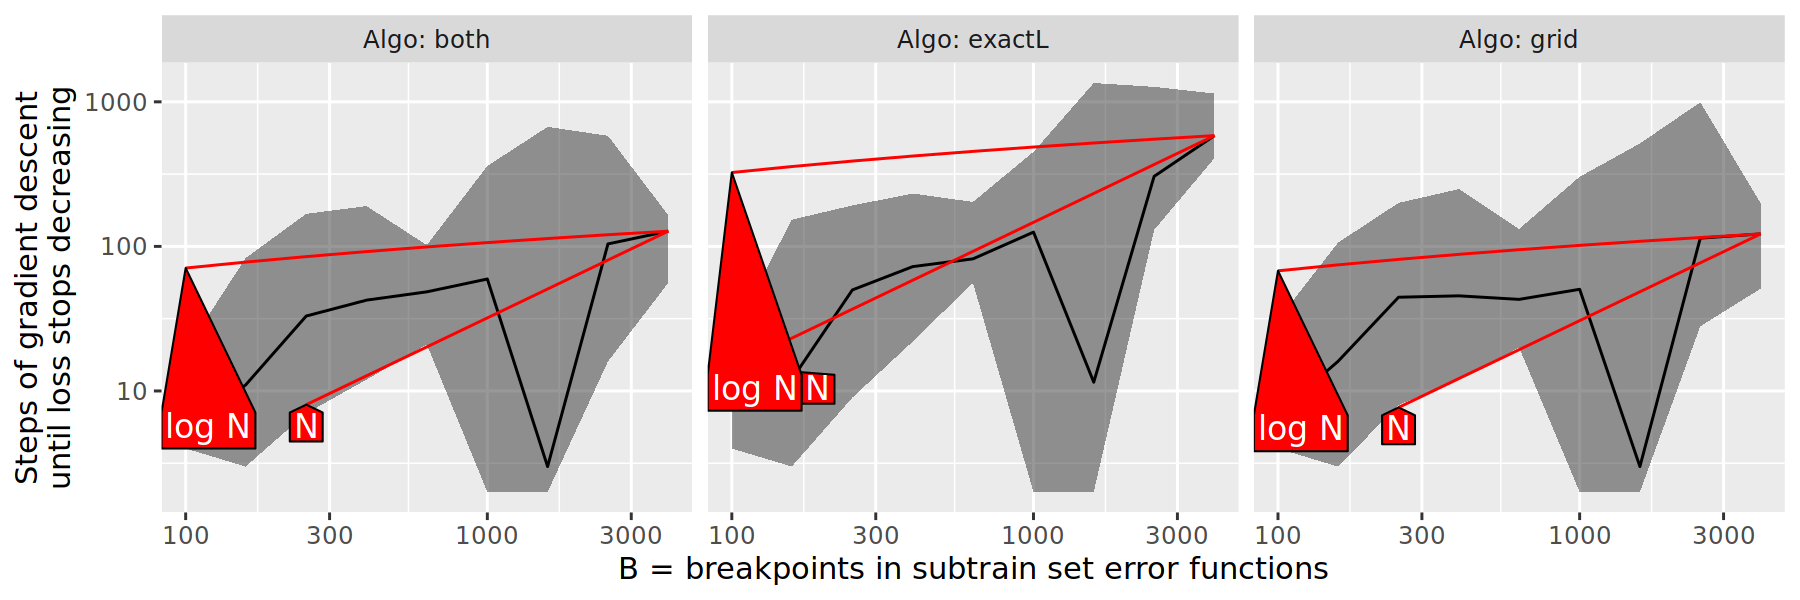 Algo: both
Algo: exactL
Algo: grid
Steps of gradient descent
until loss stops decreasing
1000
100
10
log N
N
log N
N
log N
N
100 300 1000 3000
100 300 1000 3000
100 300 1000 3000
B = breakpoints in subtrain set error functions